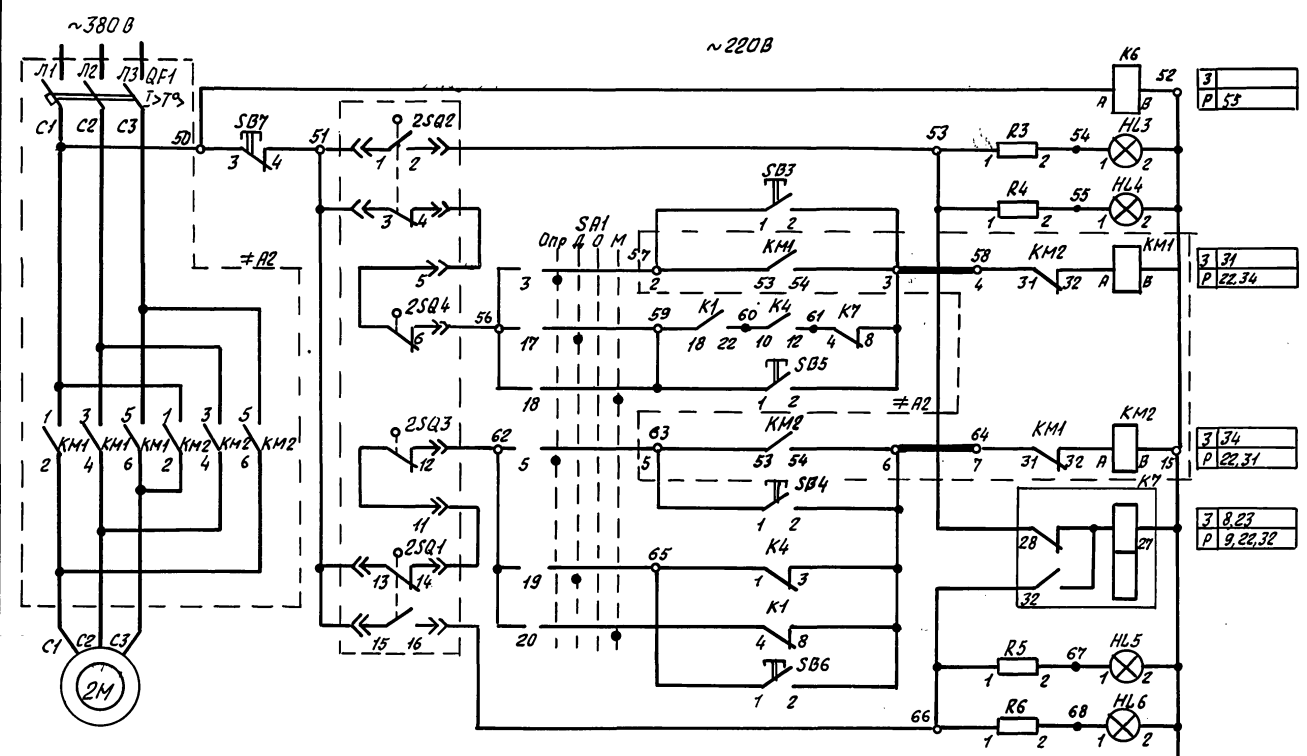 ~380 В
~220 В
К6
52
А В
З
Р 53
Л1 Л2 Л3 QF1
I>T°
С1 С2 С3
50
SB7
3 4
51
2SQ2
1 2
53
R3
1 2
54
HL3
1 2
3 4
SB3
1 2
R4
1 2
55
HL4
1 2
≠А2
5
SA1
Опр Д О М
3
57
2
КМ1
53 54
3
58
4
КМ2
31 32
КМ1
А В
З 31
Р 22,34
2SQ4
6
56
17
59
К1
18 22
60
К4
10 12
61
К7
4 8
18
SB5
1 2
≠А2
1 3 5 1 3 5
КМ1 КМ1 КМ1 КМ2 КМ2 КМ2
2 4 6 2 4 6
2SQ3
12
62
5
63
5
КМ2
53 54
6
64
7
КМ1
31 32
КМ2
А В
15
З 34
Р 22,31
SB4
1 2
11
К7
28 27
32
З 8,23
Р 9,22,32
2SQ1
13 14
19
65
К4
1 3
15 16
20
К1
4 8
SB6
1 2
С1 С2 С3
2М
R5
1 2
67
HL5
1 2
66
R6
1 2
68
HL6
1 2